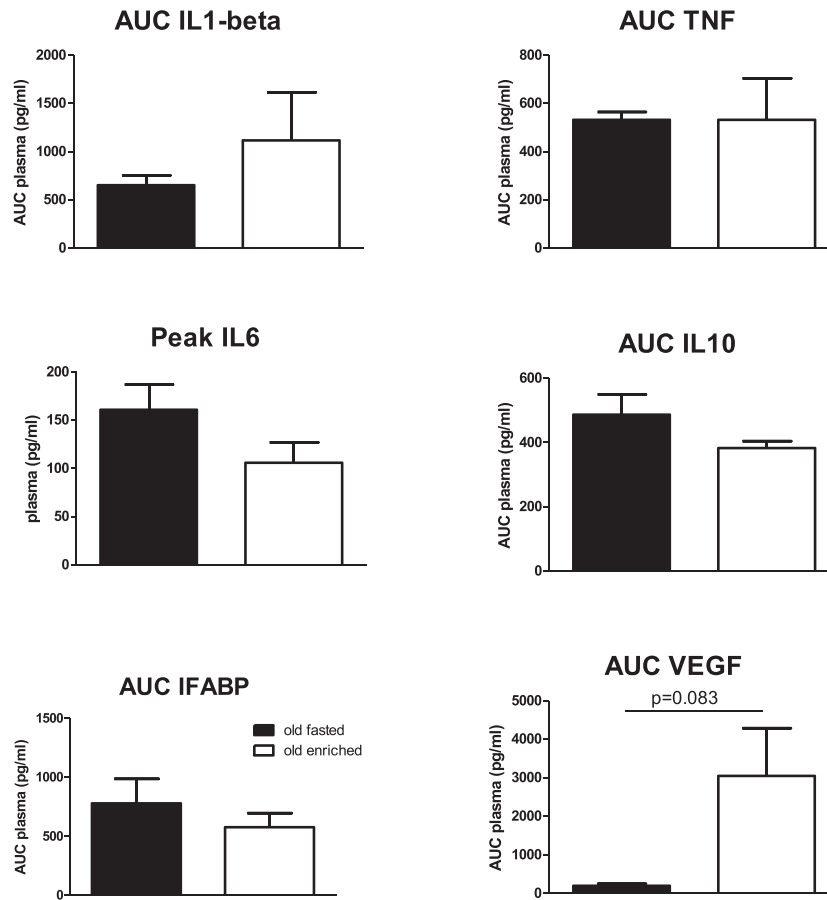 AUC IL1-beta
AUC plasma (pg/ml)
2000
1500
1000
500
0
AUC TNF
AUC plasma (pg/ml)
800
600
400
200
0
Peak IL6
plasma (pg/ml)
200
150
100
50
0
AUC IL10
AUC plasma (pg/ml)
600
400
200
0
AUC IFABP
AUC plasma (pg/ml)
1500
1000
500
0
old fasted
old enriched
AUC VEGF
p=0.083
AUC plasma (pg/ml)
5000
4000
3000
2000
1000
0